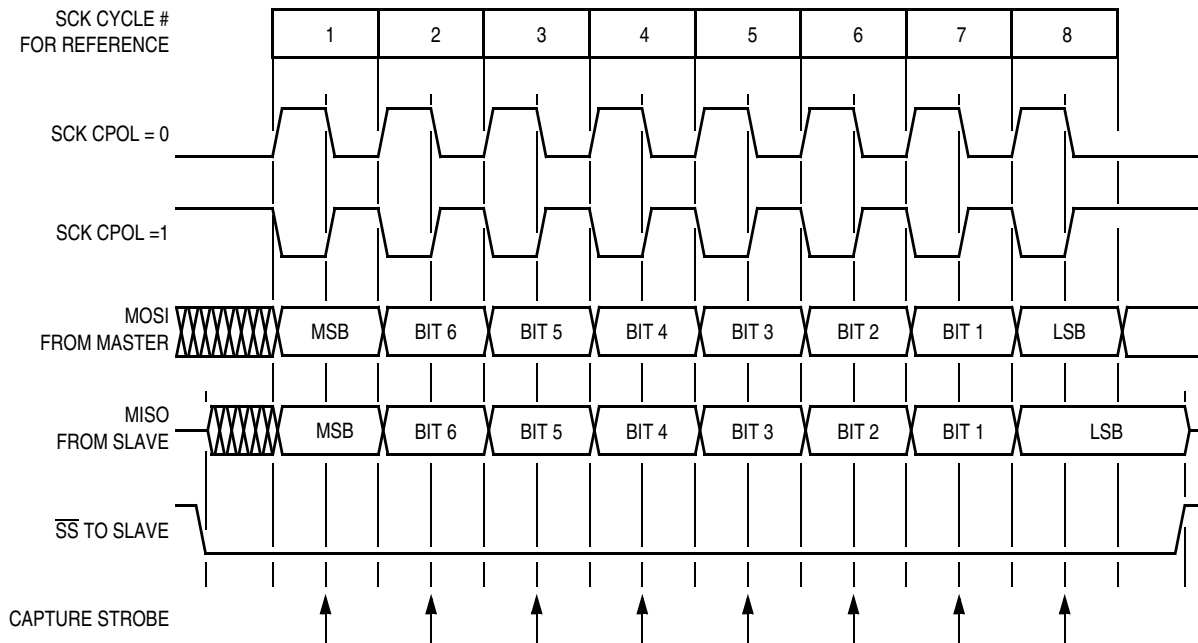 SCK CYCLE #
FOR REFERENCE
1 2 3 4 5 6 7 8
SCK CPOL = 0
SCK CPOL =1
MOSI
FROM MASTER
MSB BIT 6 BIT 5 BIT 4 BIT 3 BIT 2 BIT 1 LSB
MISO
FROM SLAVE
MSB BIT 6 BIT 5 BIT 4 BIT 3 BIT 2 BIT 1 LSB
S̅S̅ TO SLAVE
CAPTURE STROBE